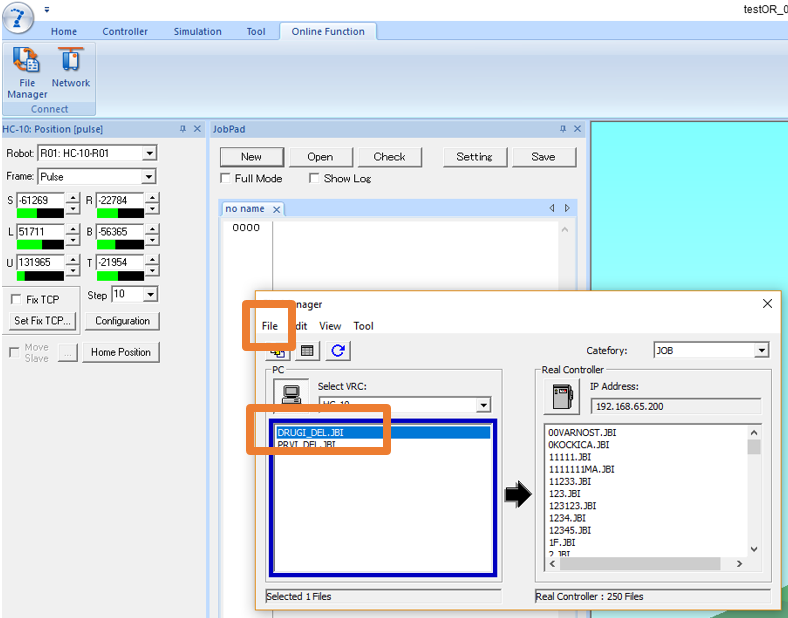 testOR_0
Home Controller Simulation Tool Online Function
File Manager
Network
Connect
HC-10: Position [pulse]
Robot: R01: HC-10-R01
Frame: Pulse
S -61269 R -22784
L 51711 B -56365
U 131965 T -21954
Fix TCP Step 10
Set Fix TCP... Configuration
Move Slave ... Home Position
JobPad
New Open Check Setting Save
Full Mode Show Log
no name
0000
nager
File dit View Tool
Catefory: JOB
PC
Select VRC:
HC-10
DRUGI_DEL.JBI
PRVI_DEL.JBI
Selected 1 Files
Real Controller
IP Address:
192.168.65.200
00VARNOST.JBI
0KOCKICA.JBI
11111.JBI
1111111MA.JBI
11233.JBI
123.JBI
123123.JBI
1234.JBI
12345.JBI
1F.JBI
2.JBI
Real Controller : 250 Files